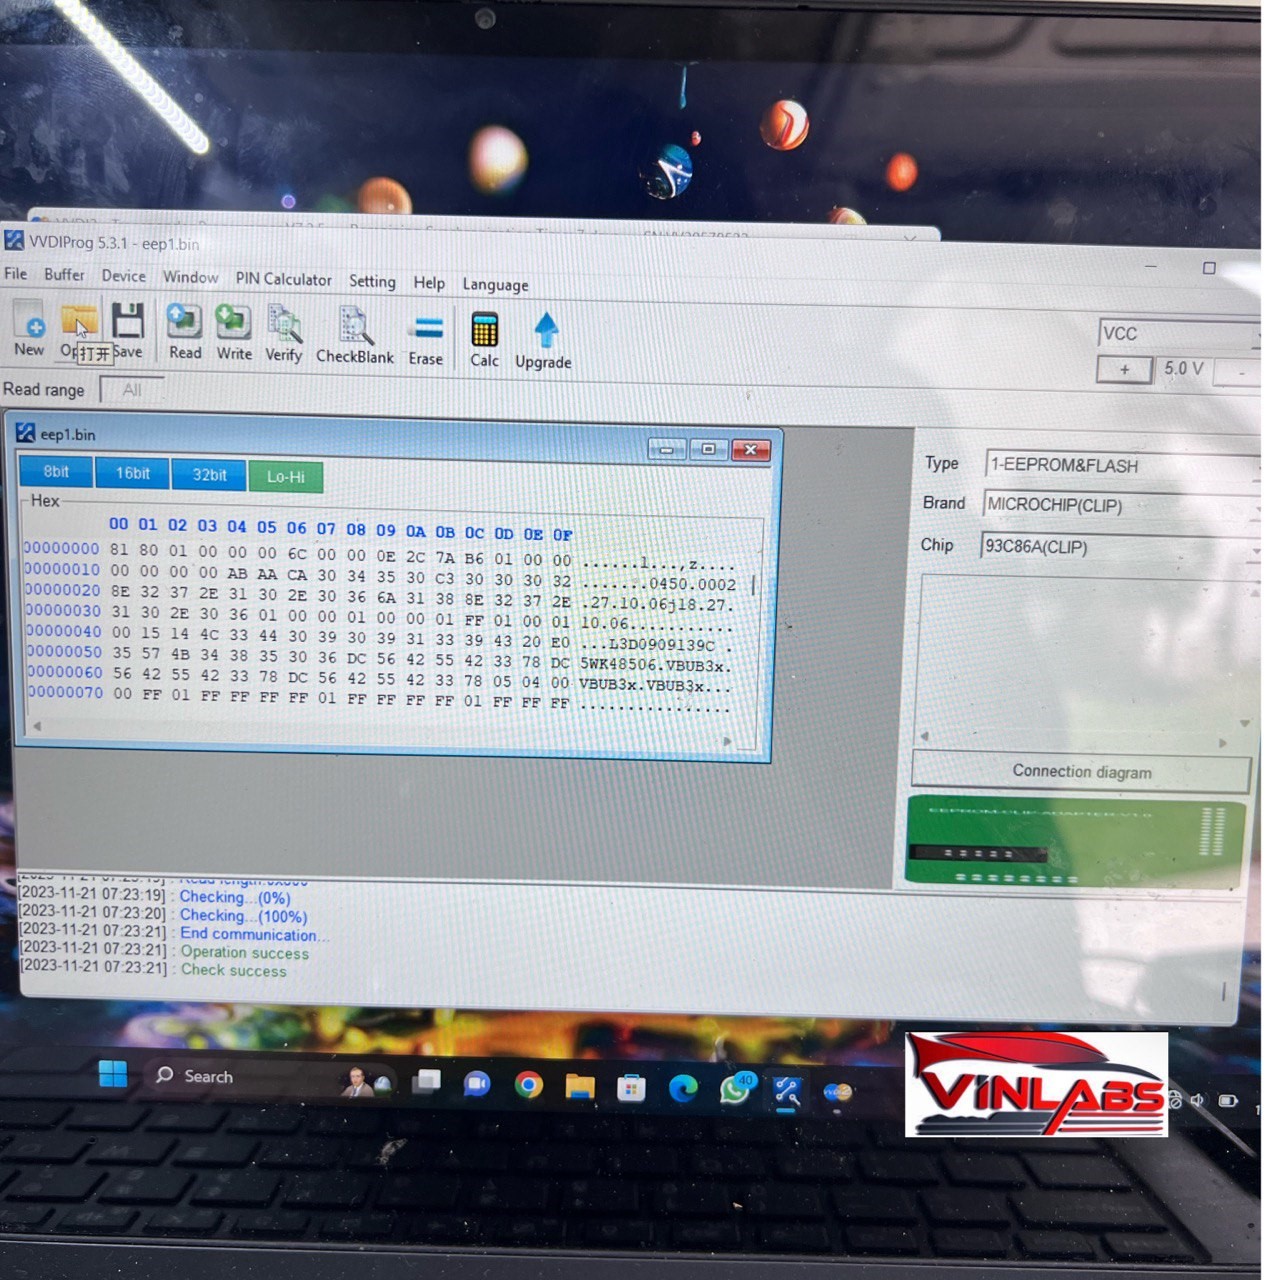 VVDIProg 5.3.1 - eep1.bin
File Buffer Device Window PIN Calculator Setting Help Language
New 打开 Save Read Write Verify CheckBlank Erase Calc Upgrade
VCC
+ 5.0 V -
Read range All
eep1.bin
8bit 16bit 32bit Lo-Hi
Hex
00 01 02 03 04 05 06 07 08 09 0A 0B 0C 0D 0E 0F
00000000 81 80 01 00 00 00 6C 00 00 0E 2C 7A B6 01 00 00 ......l...,z....
00000010 00 00 00 00 AB AA CA 30 34 35 30 C3 30 30 30 32 .......0450.0002
00000020 8E 32 37 2E 31 30 2E 30 36 6A 31 38 8E 32 37 2E .27.10.06j18.27.
00000030 31 30 2E 30 36 01 00 00 01 00 00 01 FF 01 00 01 10.06...........
00000040 00 15 14 4C 33 44 30 39 30 39 31 33 39 43 20 E0 ...L3D0909139C .
00000050 35 57 4B 34 38 35 30 36 DC 56 42 55 42 33 78 DC 5WK48506.VBUB3x.
00000060 56 42 55 42 33 78 DC 56 42 55 42 33 78 05 04 00 VBUB3x.VBUB3x...
00000070 00 FF 01 FF FF FF FF 01 FF FF FF FF 01 FF FF FF ................
Type 1-EEPROM&FLASH
Brand MICROCHIP(CLIP)
Chip 93C86A(CLIP)
Connection diagram
EEPROM-CLIP-ADAPTER-V1.0
[2023-11-21 07:23:19] : Checking...(0%)
[2023-11-21 07:23:20] : Checking...(100%)
[2023-11-21 07:23:21] : End communication...
[2023-11-21 07:23:21] : Operation success
[2023-11-21 07:23:21] : Check success
Search
40
VINLABS